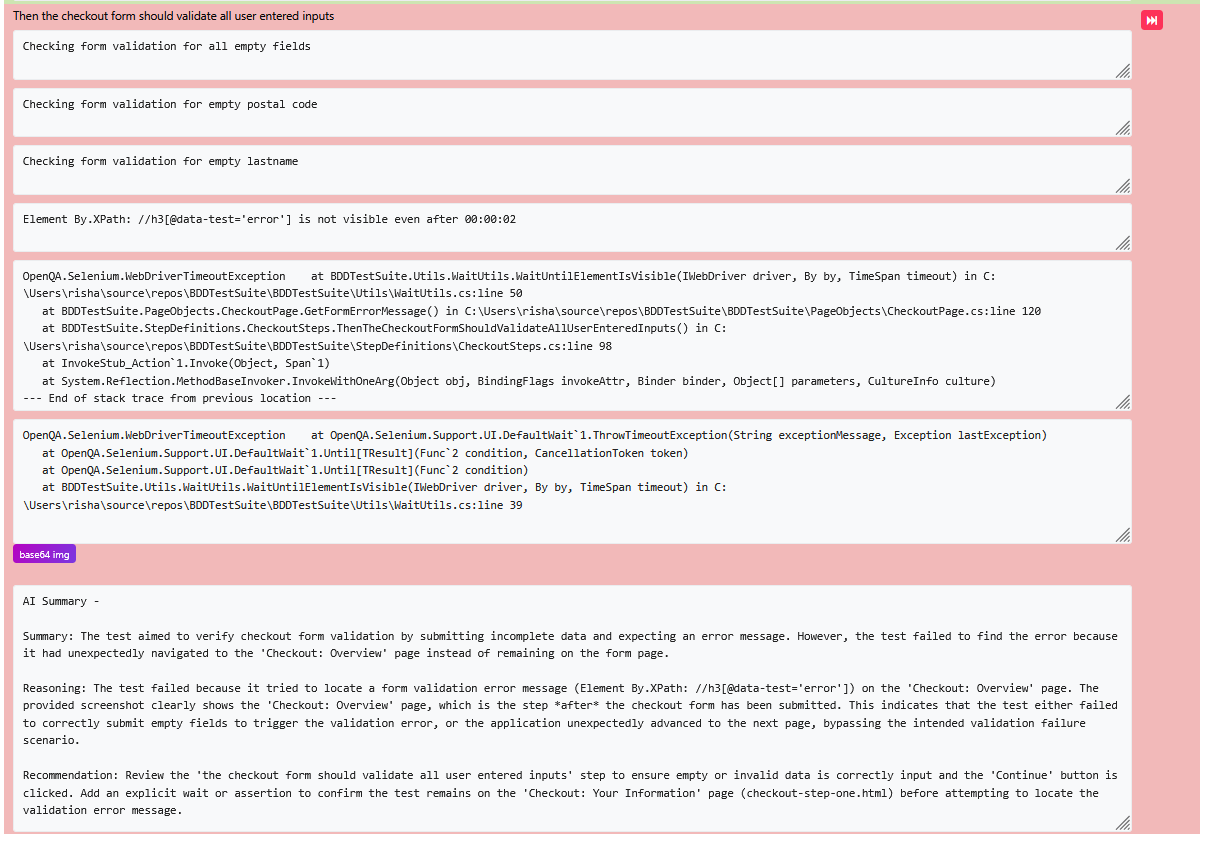 Then the checkout form should validate all user entered inputs
Checking form validation for all empty fields
Checking form validation for empty postal code
Checking form validation for empty lastname
Element By.XPath: //h3[@data-test='error'] is not visible even after 00:00:02
OpenQA.Selenium.WebDriverTimeoutException    at BDDTestSuite.Utils.WaitUtils.WaitUntilElementIsVisible(IWebDriver driver, By by, TimeSpan timeout) in C:
\Users\risha\source\repos\BDDTestSuite\BDDTestSuite\Utils\WaitUtils.cs:line 50
   at BDDTestSuite.PageObjects.CheckoutPage.GetFormErrorMessage() in C:\Users\risha\source\repos\BDDTestSuite\BDDTestSuite\PageObjects\CheckoutPage.cs:line 120
   at BDDTestSuite.StepDefinitions.CheckoutSteps.ThenTheCheckoutFormShouldValidateAllUserEnteredInputs() in C:
\Users\risha\source\repos\BDDTestSuite\BDDTestSuite\StepDefinitions\CheckoutSteps.cs:line 98
   at InvokeStub_Action`1.Invoke(Object, Span`1)
   at System.Reflection.MethodBaseInvoker.InvokeWithOneArg(Object obj, BindingFlags invokeAttr, Binder binder, Object[] parameters, CultureInfo culture)
--- End of stack trace from previous location ---
OpenQA.Selenium.WebDriverTimeoutException    at OpenQA.Selenium.Support.UI.DefaultWait`1.ThrowTimeoutException(String exceptionMessage, Exception lastException)
   at OpenQA.Selenium.Support.UI.DefaultWait`1.Until[TResult](Func`2 condition, CancellationToken token)
   at OpenQA.Selenium.Support.UI.DefaultWait`1.Until[TResult](Func`2 condition)
   at BDDTestSuite.Utils.WaitUtils.WaitUntilElementIsVisible(IWebDriver driver, By by, TimeSpan timeout) in C:
\Users\risha\source\repos\BDDTestSuite\BDDTestSuite\Utils\WaitUtils.cs:line 39
base64 img
AI Summary -
Summary: The test aimed to verify checkout form validation by submitting incomplete data and expecting an error message. However, the test failed to find the error because
it had unexpectedly navigated to the 'Checkout: Overview' page instead of remaining on the form page.
Reasoning: The test failed because it tried to locate a form validation error message (Element By.XPath: //h3[@data-test='error']) on the 'Checkout: Overview' page. The
provided screenshot clearly shows the 'Checkout: Overview' page, which is the step *after* the checkout form has been submitted. This indicates that the test either failed
to correctly submit empty fields to trigger the validation error, or the application unexpectedly advanced to the next page, bypassing the intended validation failure
scenario.
Recommendation: Review the 'the checkout form should validate all user entered inputs' step to ensure empty or invalid data is correctly input and the 'Continue' button is
clicked. Add an explicit wait or assertion to confirm the test remains on the 'Checkout: Your Information' page (checkout-step-one.html) before attempting to locate the
validation error message.